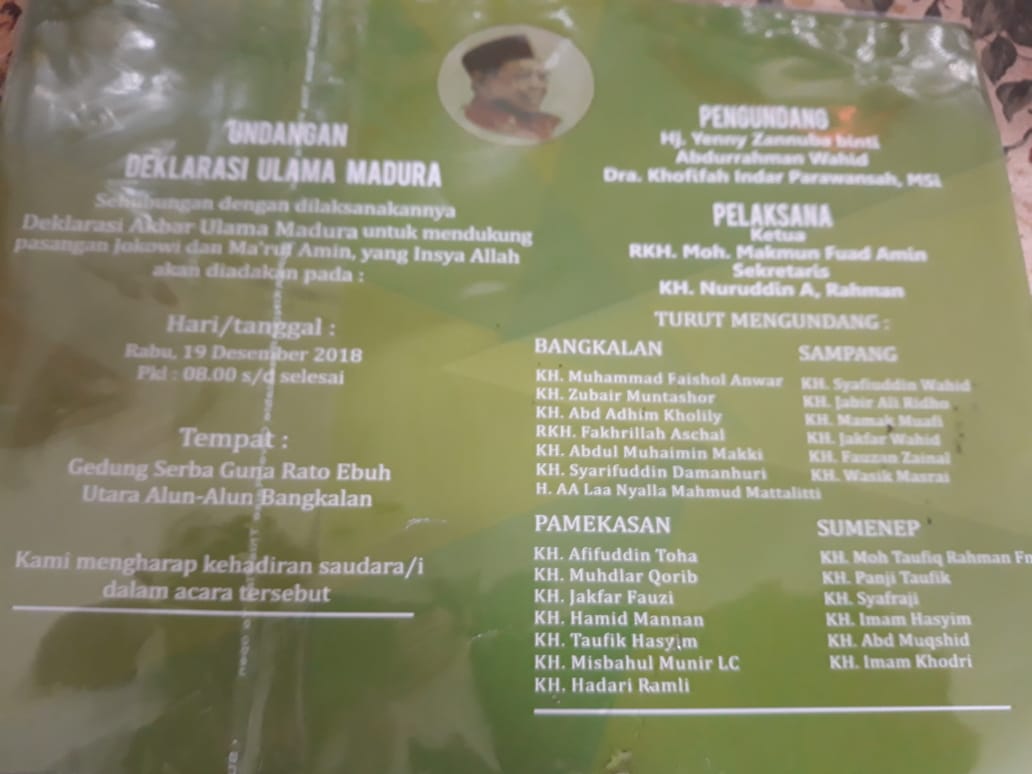 UNDANGAN
DEKLARASI ULAMA MADURA
Sehubungan dengan dilaksanakannya
Deklarasi Akbar Ulama Madura untuk mendukung
pasangan Jokowi dan Ma'ruf Amin, yang Insya Allah
akan diadakan pada :
Hari/tanggal :
Rabu, 19 Desember 2018
Pkl : 08.00 s/d selesai
Tempat :
Gedung Serba Guna Rato Ebuh
Utara Alun-Alun Bangkalan
Kami mengharap kehadiran saudara/i
dalam acara tersebut
PENGUNDANG
Hj. Yenny Zannuba binti
Abdurrahman Wahid
Dra. Khofifah Indar Parawansah, MSi.
PELAKSANA
Ketua
RKH. Moh. Makmun Fuad Amin
Sekretaris
KH. Nuruddin A, Rahman
TURUT MENGUNDANG :
BANGKALAN
KH. Muhammad Faishol Anwar
KH. Zubair Muntashor
KH. Abd Adhim Kholily
RKH. Fakhrillah Aschal
KH. Abdul Muhaimin Makki
KH. Syarifuddin Damanhuri
H. AA Laa Nyalla Mahmud Mattalitti
SAMPANG
KH. Syafiuddin Wahid
KH. Jabir Ali Ridho
KH. Mamak Muafi
KH. Jakfar Wahid
KH. Fauzan Zainal
KH. Wasik Masrai
PAMEKASAN
KH. Afifuddin Toha
KH. Muhdlar Qorib
KH. Jakfar Fauzi
KH. Hamid Mannan
KH. Taufik Hasyim
KH. Misbahul Munir LC
KH. Hadari Ramli
SUMENEP
KH. Moh Taufiq Rahman
KH. Panji Taufik
KH. Syafraji
KH. Imam Hasyim
KH. Abd Muqshid
KH. Imam Khodri